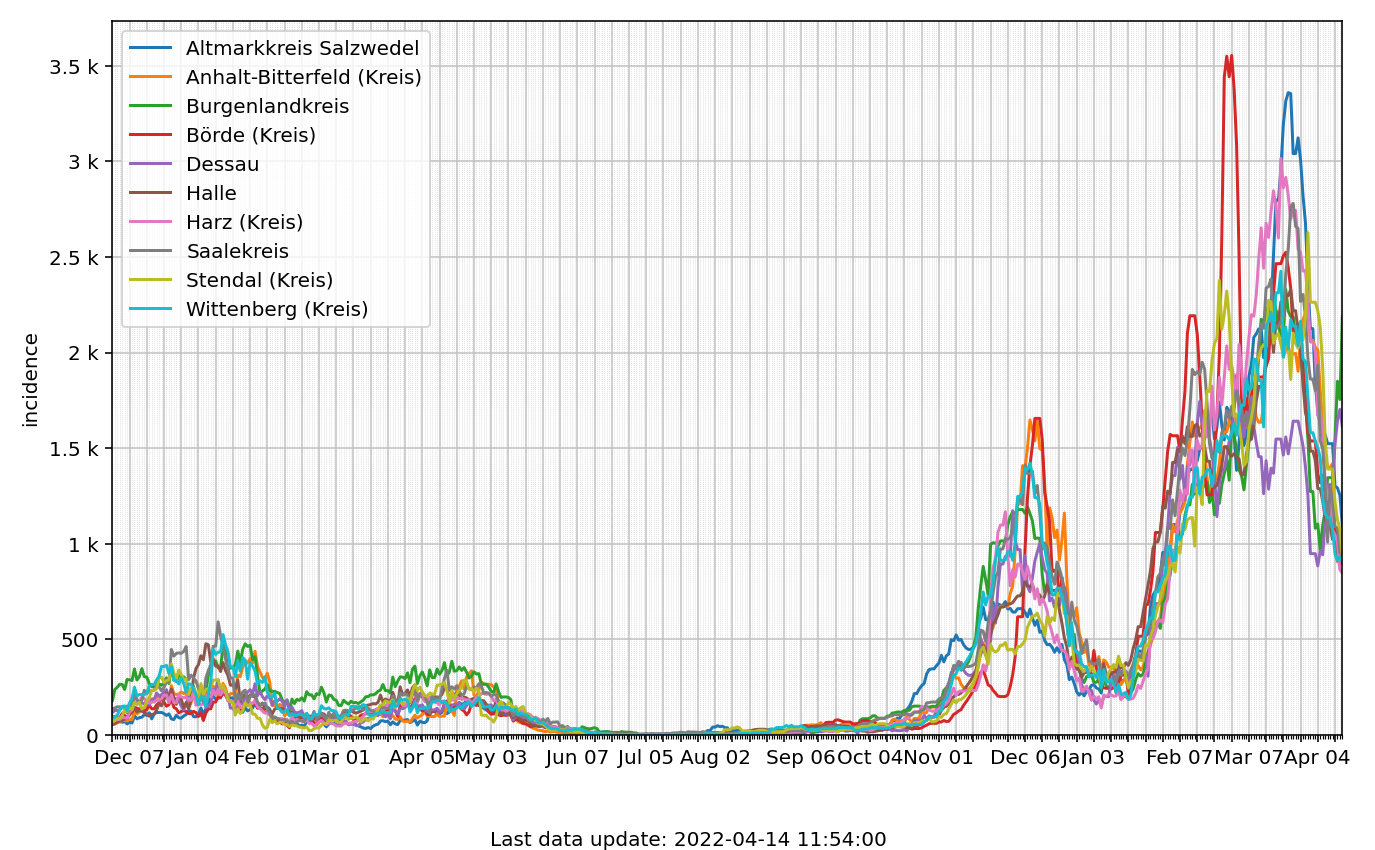 3.5 k
3 k
2.5 k
2 k
1.5 k
1 k
500
0
incidence
Altmarkkreis Salzwedel
Anhalt-Bitterfeld (Kreis)
Burgenlandkreis
Börde (Kreis)
Dessau
Halle
Harz (Kreis)
Saalekreis
Stendal (Kreis)
Wittenberg (Kreis)
Dec 07 Jan 04 Feb 01 Mar 01 Apr 05 May 03 Jun 07 Jul 05 Aug 02 Sep 06 Oct 04 Nov 01 Dec 06 Jan 03 Feb 07 Mar 07 Apr 04
Last data update: 2022-04-14 11:54:00